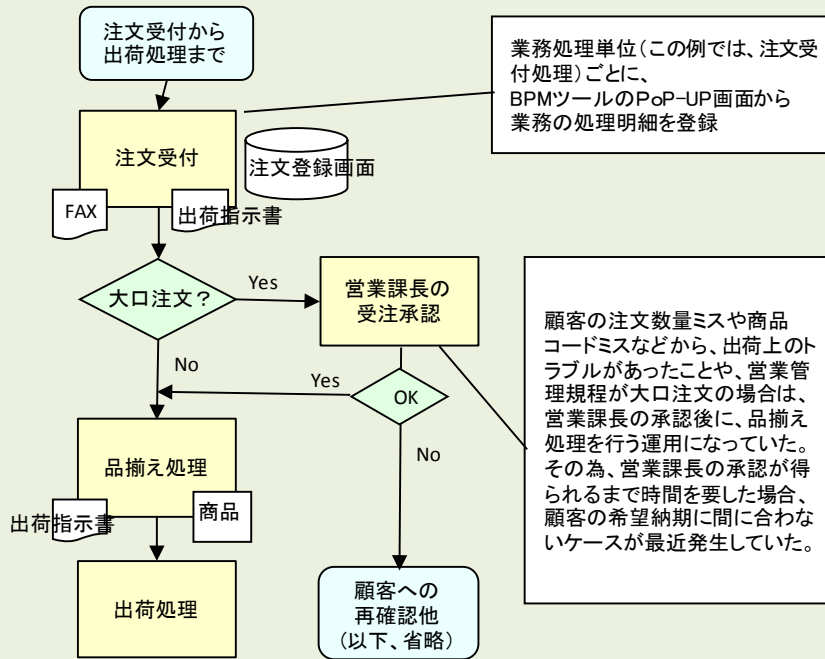 注文受付から
出荷処理まで
業務処理単位(この例では、注文受
付処理)ごとに、
BPMツールのPoP-UP画面から
業務の処理明細を登録
注文受付
注文登録画面
FAX
出荷指示書
大口注文?
Yes
営業課長の
受注承認
No
Yes
OK
No
顧客の注文数量ミスや商品
コードミスなどから、出荷上のト
ラブルがあったことや、営業管
理規程が大口注文の場合は、
営業課長の承認後に、品揃え
処理を行う運用になっていた。
その為、営業課長の承認が得
られるまで時間を要した場合、
顧客の希望納期に間に合わな
いケースが最近発生していた。
品揃え処理
出荷指示書
商品
出荷処理
顧客への
再確認他
(以下、省略)